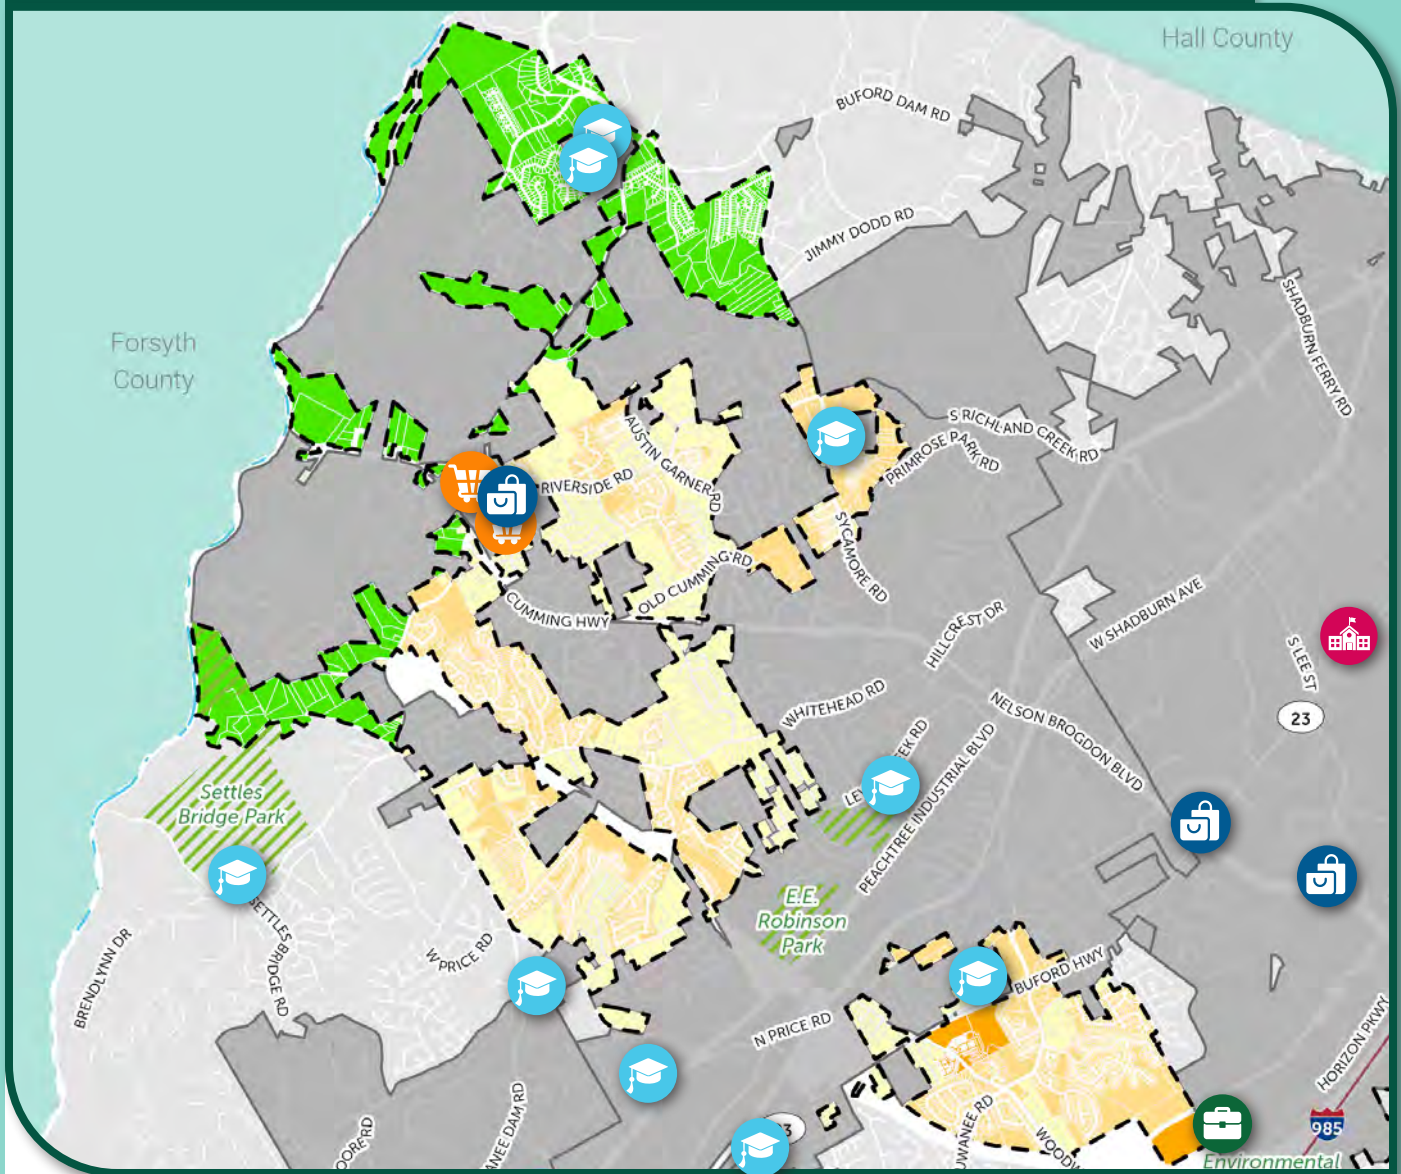 Hall County
BUFORD DAM RD
JIMMY DODD RD
SHADBURN FERRY RD
Forsyth
County
S RICHLAND CREEK RD
PRIMROSE PARK RD
AUSTIN GARNER RD
RIVERSIDE RD
SYCAMORE RD
OLD CUMMING RD
CUMMING HWY
HILLCREST DR
W SHADBURN AVE
S LEE ST
23
WHITEHEAD RD
NELSON BROGDON BLVD
PEACHTREE INDUSTRIAL BLVD
Settles
Bridge Park
E.E.
Robinson
Park
SETTLES BRIDGE RD
BRENDLYNN DR
W PRICE RD
BUFORD HWY
N PRICE RD
HORIZON PKWY
985
Environmental